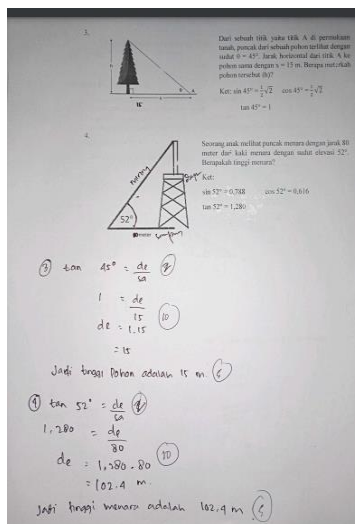 3.
Dari sebuah titik yaitu titik A di permukaan
tanah, puncak dari sebuah pohon terlihat dengan
sudut θ = 45°. Jarak horizontal dari titik A ke
pohon sama dengan x = 15 m. Berapa meterkah
pohon tersebut (h)?
Ket: sin 45° = ½√2 cos 45° = ½√2
tan 45° = 1
h
θ A
x
15
4.
Seorang anak melihat puncak menara dengan jarak 80
meter dari kaki menara dengan sudut elevasi 52°.
Berapakah tinggi menara?
Ket:
sin 52° = 0,788 cos 52° = 0,616
tan 52° = 1,280
miring
52°
meter samping
③ tan 45° = de/sa
1 = de/15
de = 1.15
= 15
10
Jadi tinggi Pohon adalah 15 m.
④ tan 52° = de/sa
1,280 = de/80
de = 1,280 . 80
10
= 102.4 m.
Jadi tinggi menara adalah 102,4 m